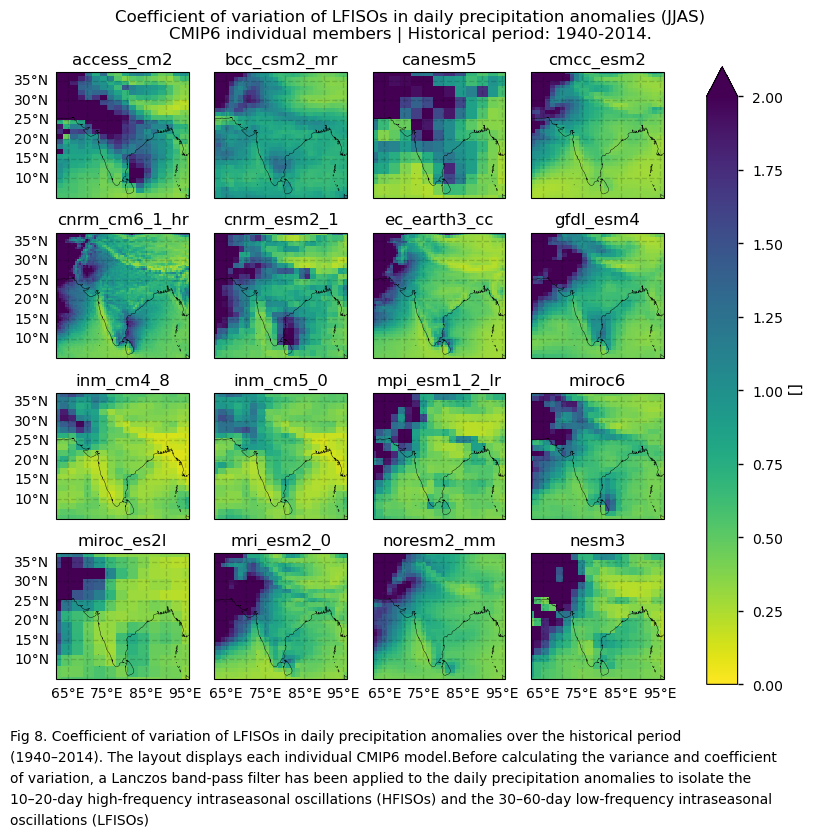 Coefficient of variation of LFISOs in daily precipitation anomalies (JJAS)
CMIP6 individual members | Historical period: 1940-2014.
access_cm2 bcc_csm2_mr canesm5 cmcc_esm2
35°N
30°N
25°N
20°N
15°N
10°N
cnrm_cm6_1_hr cnrm_esm2_1 ec_earth3_cc gfdl_esm4
35°N
30°N
25°N
20°N
15°N
10°N
inm_cm4_8 inm_cm5_0 mpi_esm1_2_lr miroc6
35°N
30°N
25°N
20°N
15°N
10°N
miroc_es2l mri_esm2_0 noresm2_mm nesm3
35°N
30°N
25°N
20°N
15°N
10°N
65°E 75°E 85°E 95°E 65°E 75°E 85°E 95°E 65°E 75°E 85°E 95°E 65°E 75°E 85°E 95°E
2.00
1.75
1.50
1.25
1.00
0.75
0.50
0.25
0.00
[]
Fig 8. Coefficient of variation of LFISOs in daily precipitation anomalies over the historical period
(1940–2014). The layout displays each individual CMIP6 model.Before calculating the variance and coefficient
of variation, a Lanczos band-pass filter has been applied to the daily precipitation anomalies to isolate the
10–20-day high-frequency intraseasonal oscillations (HFISOs) and the 30–60-day low-frequency intraseasonal
oscillations (LFISOs)